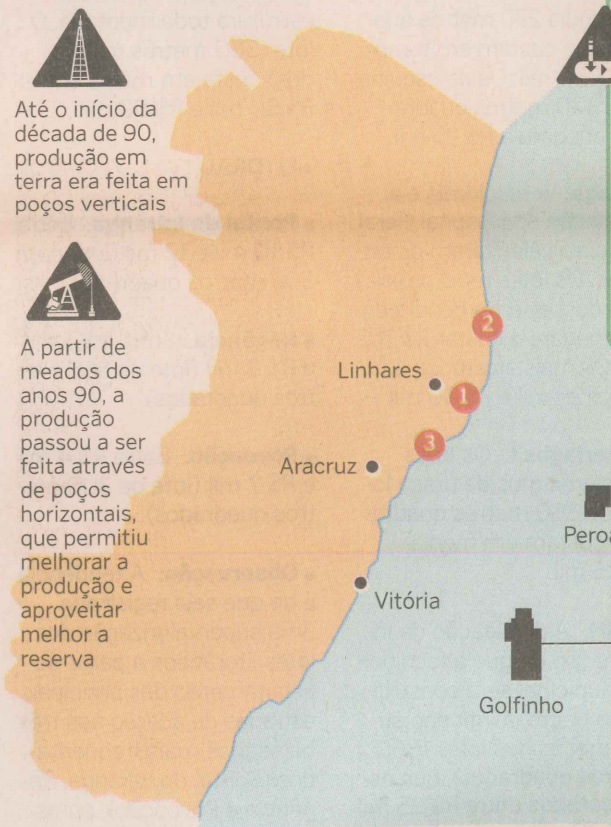 Até o início da
década de 90,
produção em
terra era feita em
poços verticais
A partir de
meados dos
anos 90, a
produção
passou a ser
feita através
de poços
horizontais,
que permitiu
melhorar a
produção e
aproveitar
melhor a
reserva
2
Linhares
1
3
Aracruz
Vitória
Peroá
Golfinho